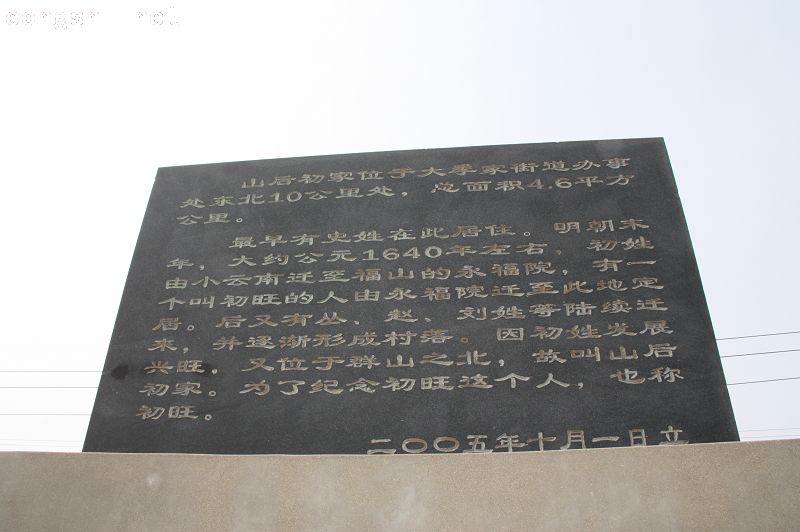 山后初家位于大季家街道办事
处东北10公里处，总面积4.6平方
公里。
最早有史姓在此居住。明朝末
年，大约公元1640年左右，初姓
由小云南迁至福山的永福院，有一
个叫初旺的人由永福院迁至此地定
居。后又有丛、赵、刘姓等陆续迁
来，并逐渐形成村落。因初姓发展
兴旺，又位于群山之北，故叫山后
初家。为了纪念初旺这个人，也称
初旺。
二〇〇五年十月一日立